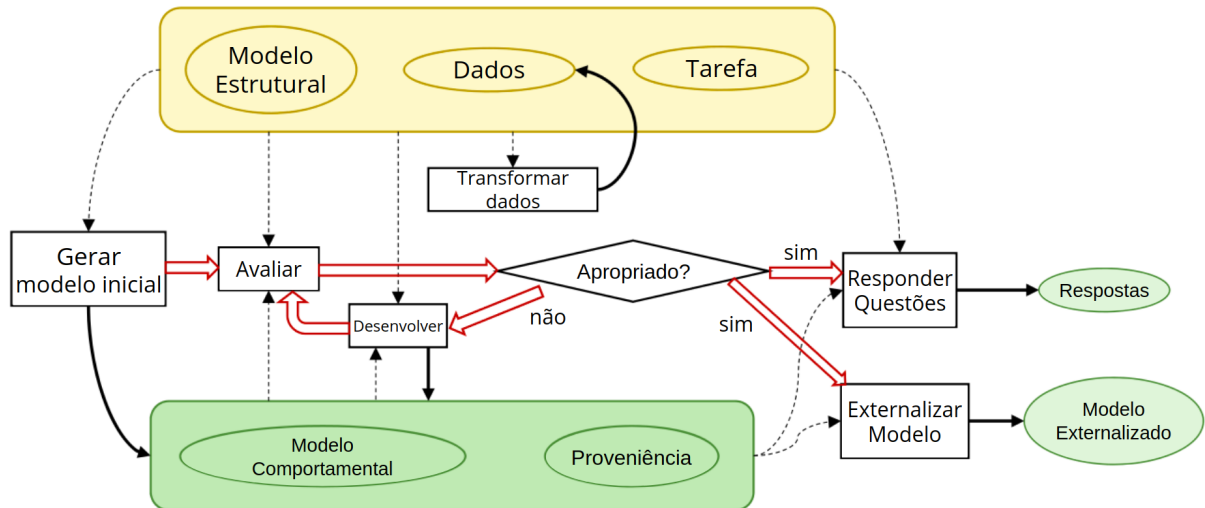 Modelo
Estrutural
Dados
Tarefa
Transformar
dados
Gerar
modelo inicial
Avaliar
Apropriado?
sim
Responder
Questões
Respostas
Desenvolver
não
sim
Externalizar
Modelo
Modelo
Externalizado
Modelo
Comportamental
Proveniência